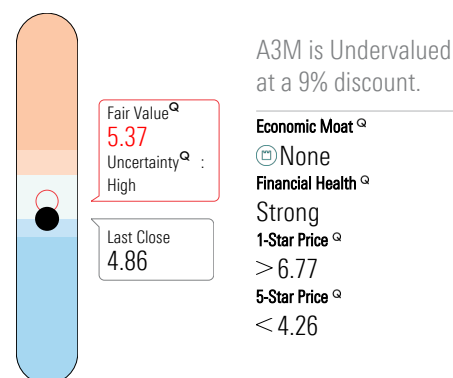 Fair Value Q
5.37
Uncertainty Q :
High
Last Close
4.86
A3M is Undervalued
at a 9% discount.
Economic Moat Q
None
Financial Health Q
Strong
1-Star Price Q
>6.77
5-Star Price Q
<4.26